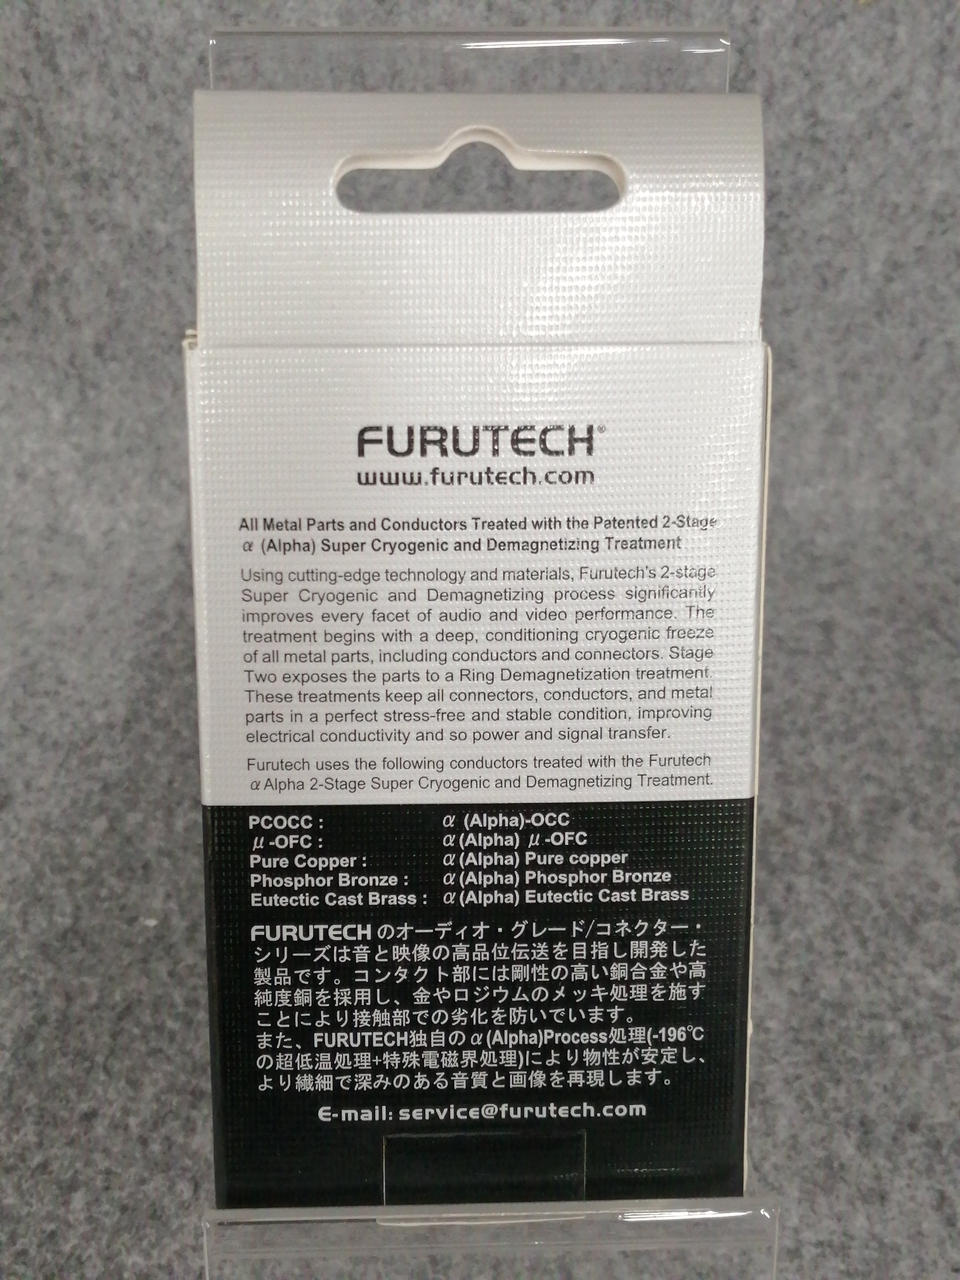 FURUTECH®
www.furutech.com
All Metal Parts and Conductors Treated with the Patented 2-Stage
α (Alpha) Super Cryogenic and Demagnetizing Treatment
Using cutting-edge technology and materials, Furutech's 2-stage
Super Cryogenic and Demagnetizing process significantly
improves every facet of audio and video performance. The
treatment begins with a deep, conditioning cryogenic freeze
of all metal parts, including conductors and connectors. Stage
Two exposes the parts to a Ring Demagnetization treatment.
These treatments keep all connectors, conductors, and metal
parts in a perfect stress-free and stable condition, improving
electrical conductivity and so power and signal transfer.
Furutech uses the following conductors treated with the Furutech
α Alpha 2-Stage Super Cryogenic and Demagnetizing Treatment.
PCOCC : α (Alpha)-OCC
μ-OFC : α (Alpha) μ-OFC
Pure Copper : α (Alpha) Pure copper
Phosphor Bronze : α (Alpha) Phosphor Bronze
Eutectic Cast Brass : α (Alpha) Eutectic Cast Brass
FURUTECH のオーディオ・グレード/コネクター・
シリーズは音と映像の高品位伝送を目指し開発した
製品です。コンタクト部には剛性の高い銅合金や高
純度銅を採用し、金やロジウムのメッキ処理を施す
ことにより接触部での劣化を防いでいます。
また、FURUTECH独自のα(Alpha)Process処理(-196℃
の超低温処理+特殊電磁界処理)により物性が安定し、
より繊細で深みのある音質と画像を再現します。
E-mail: service@furutech.com